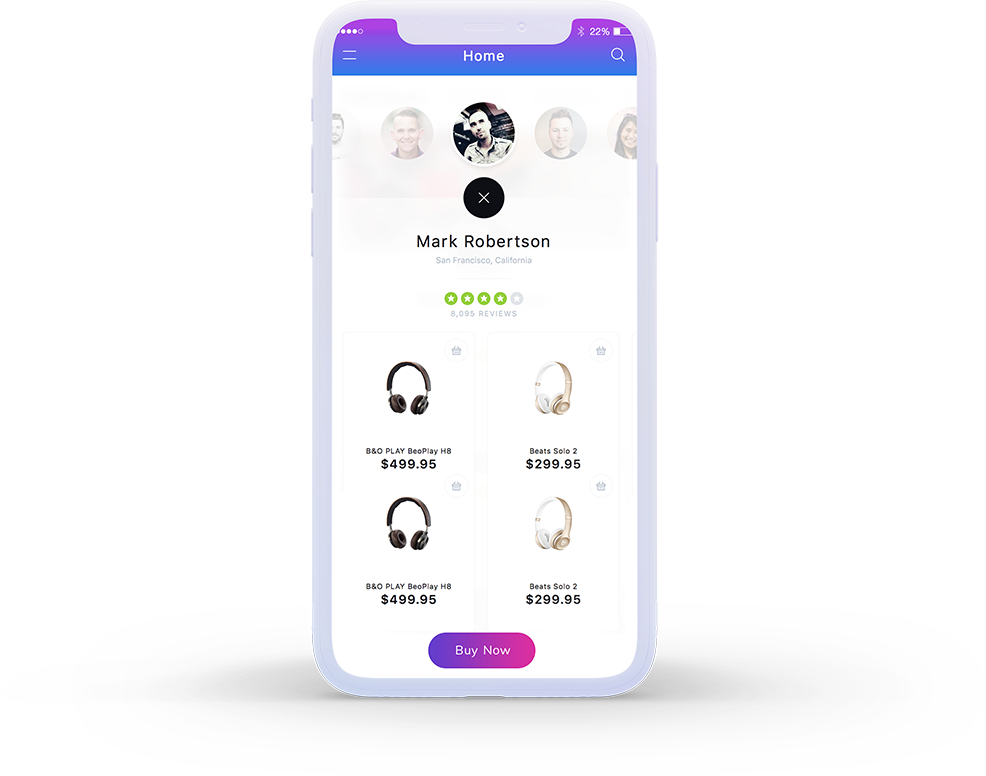 22%
Home
Mark Robertson
San Francisco, California
8,095 REVIEWS
B&O PLAY BeoPlay H8
$499.95
Beats Solo 2
$299.95
B&O PLAY BeoPlay H8
$499.95
Beats Solo 2
$299.95
Buy Now